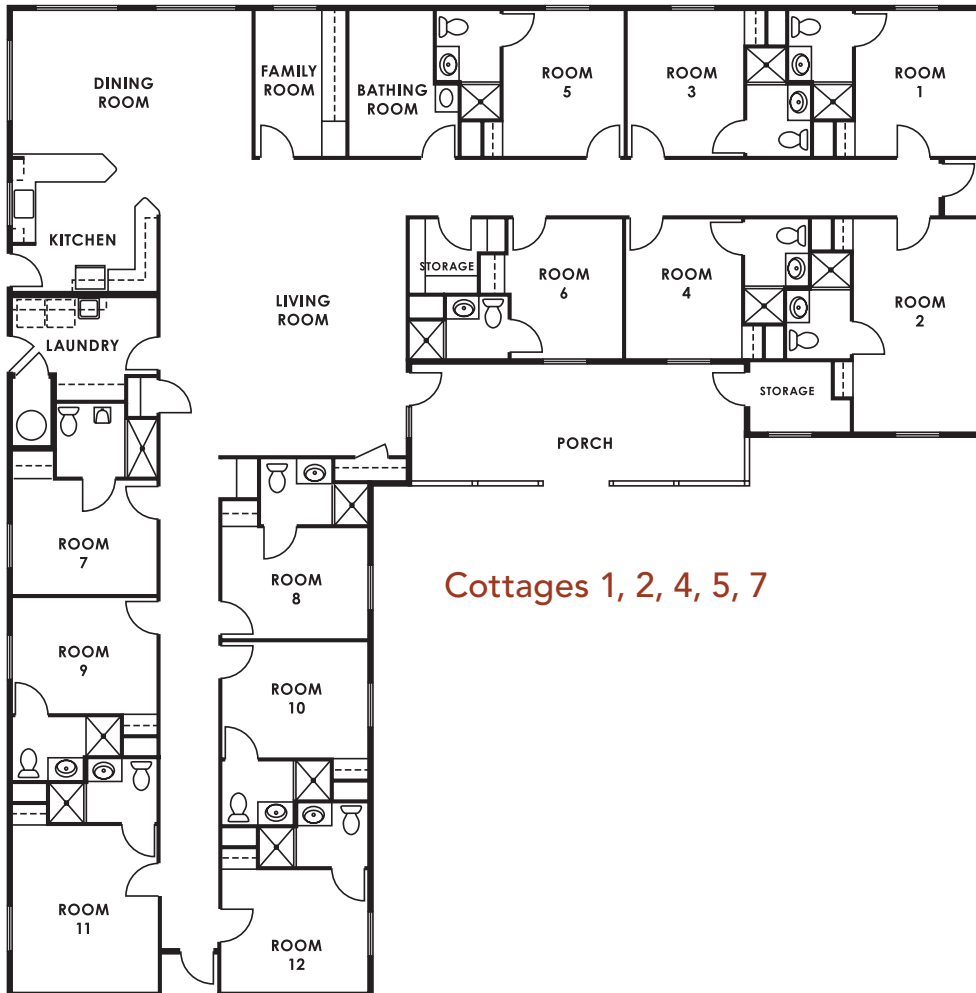 DINING
ROOM
FAMILY
ROOM
BATHING
ROOM
ROOM
5
ROOM
3
ROOM
1
KITCHEN
LIVING
ROOM
STORAGE
ROOM
6
ROOM
4
ROOM
2
LAUNDRY
STORAGE
PORCH
ROOM
7
ROOM
8
Cottages 1, 2, 4, 5, 7
ROOM
9
ROOM
10
ROOM
11
ROOM
12